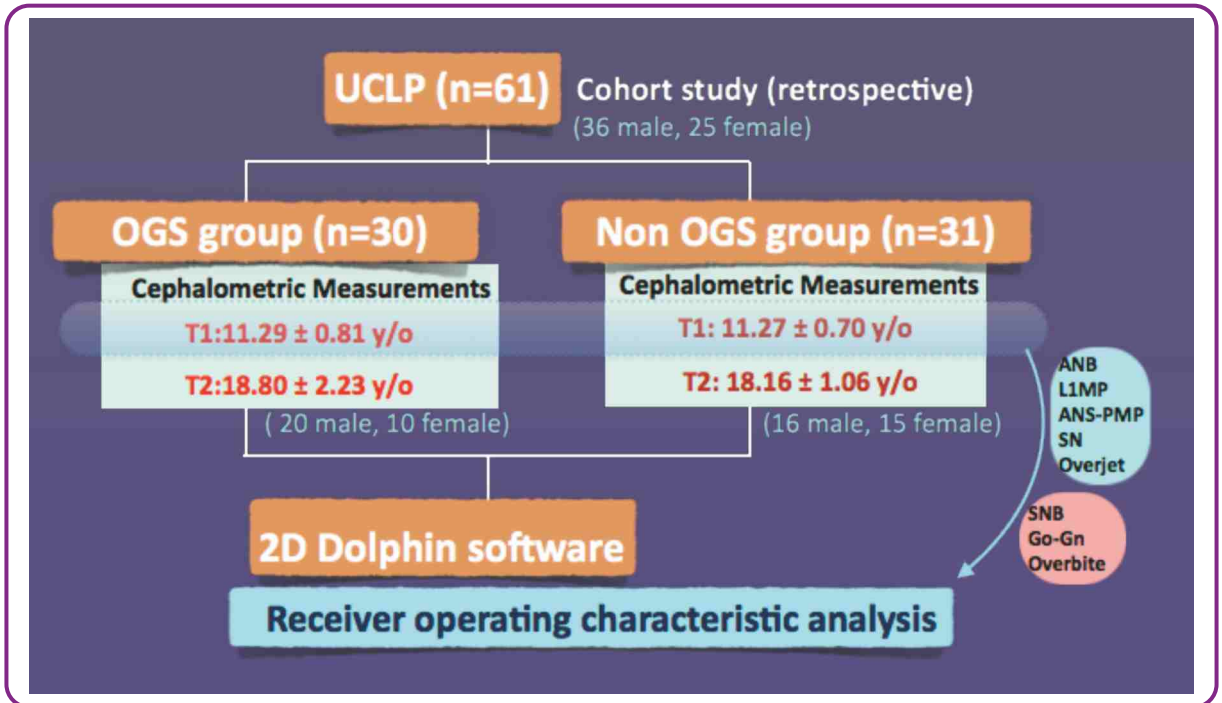 UCLP (n=61)
Cohort study (retrospective)
(36 male, 25 female)
OGS group (n=30)
Cephalometric Measurements
T1:11.29 ± 0.81 y/o
T2:18.80 ± 2.23 y/o
( 20 male, 10 female)
Non OGS group (n=31)
Cephalometric Measurements
T1: 11.27 ± 0.70 y/o
T2: 18.16 ± 1.06 y/o
(16 male, 15 female)
ANB
L1MP
ANS-PMP
SN
Overjet
SNB
Go-Gn
Overbite
2D Dolphin software
Receiver operating characteristic analysis